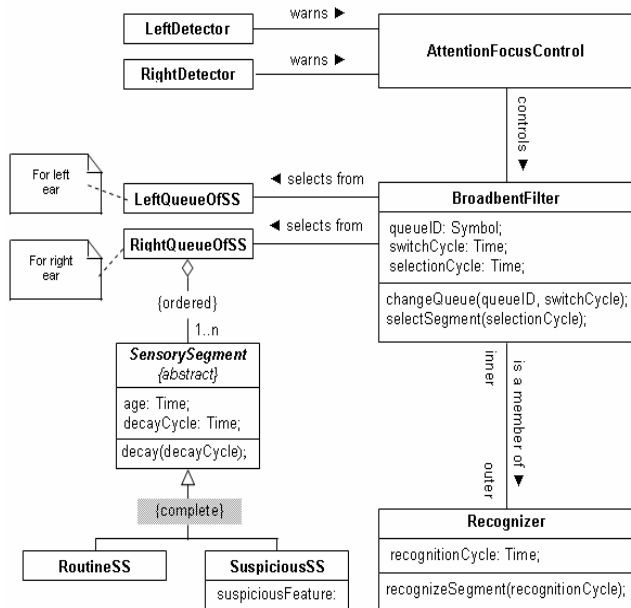 LeftDetector
warns ►
AttentionFocusControl
RightDetector
warns ►
controls ►
For left
ear
◄ selects from
LeftQueueOfSS
BroadbentFilter
◄ selects from
RightQueueOfSS
queueID: Symbol;
switchCycle: Time;
selectionCycle: Time;
For right
ear
changeQueue(queueID, switchCycle);
selectSegment(selectionCycle);
{ordered}
1..n
SensorySegment
{abstract}
age: Time;
decayCycle: Time;
decay(decayCycle);
inner
is a member of ►
outer
{complete}
Recognizer
recognitionCycle: Time;
recognizeSegment(recognitionCycle);
RoutineSS
SuspiciousSS
suspiciousFeature: